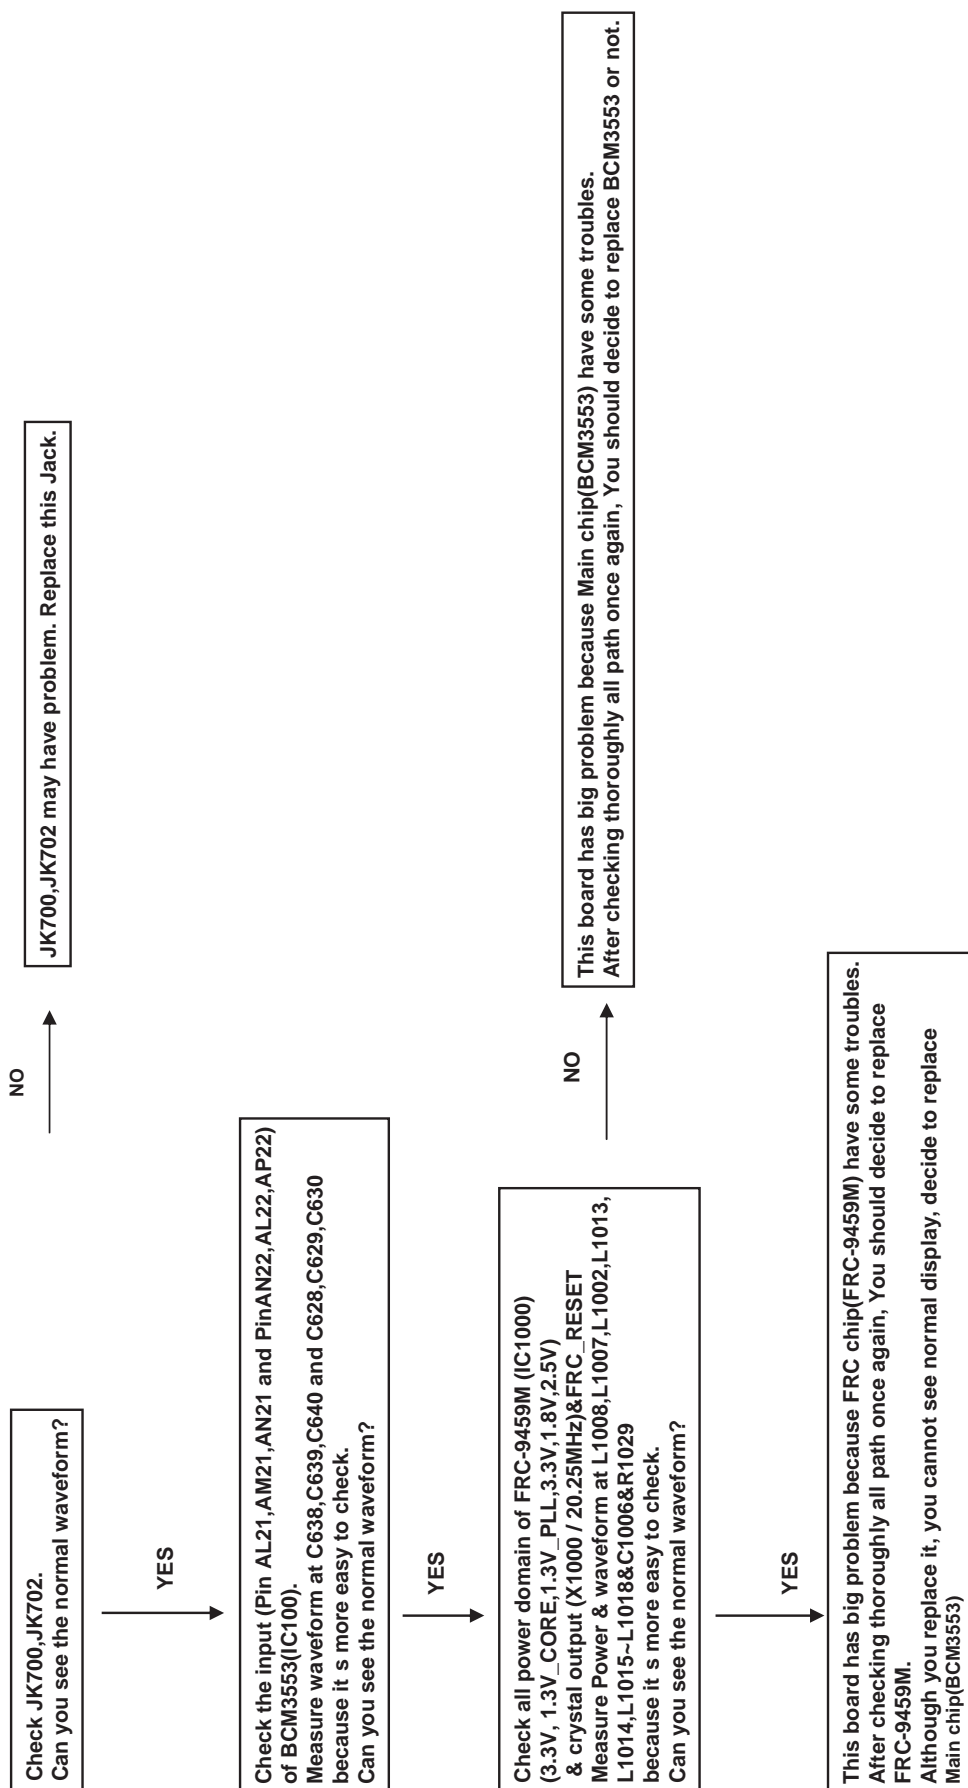 Check JK700,JK702.
Can you see the normal waveform?
NO
JK700,JK702 may have problem. Replace this Jack.
YES
Check the input (Pin AL21,AM21,AN21 and PinAN22,AL22,AP22)
of BCM3553(IC100).
Measure waveform at C638,C639,C640 and C628,C629,C630
because it s more easy to check.
Can you see the normal waveform?
YES
Check all power domain of FRC-9459M (IC1000)
(3.3V, 1.3V_CORE,1.3V_PLL,3.3V,1.8V,2.5V)
& crystal output (X1000 / 20.25MHz)&FRC_RESET
Measure Power & waveform at L1008,L1007,L1002,L1013,
L1014,L1015~L1018&C1006&R1029
because it s more easy to check.
Can you see the normal waveform?
NO
This board has big problem because Main chip(BCM3553) have some troubles.
After checking thoroughly all path once again, You should decide to replace BCM3553 or not.
YES
This board has big problem because FRC chip(FRC-9459M) have some troubles.
After checking thoroughly all path once again, You should decide to replace
FRC-9459M.
Although you replace it, you cannot see normal display, decide to replace
Main chip(BCM3553)